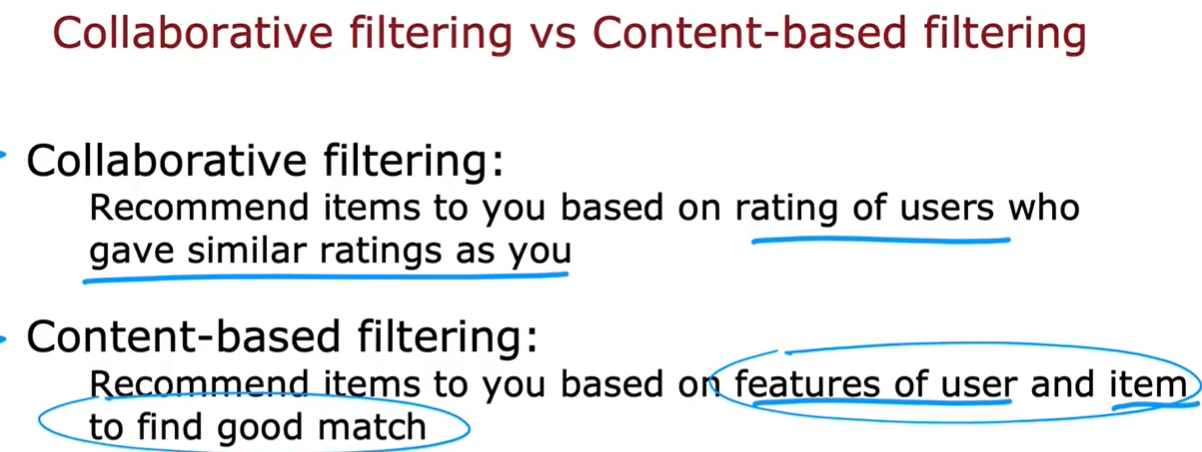 Collaborative filtering vs Content-based filtering
Collaborative filtering:
Recommend items to you based on rating of users who
gave similar ratings as you
Content-based filtering:
Recommend items to you based on features of user and item
to find good match